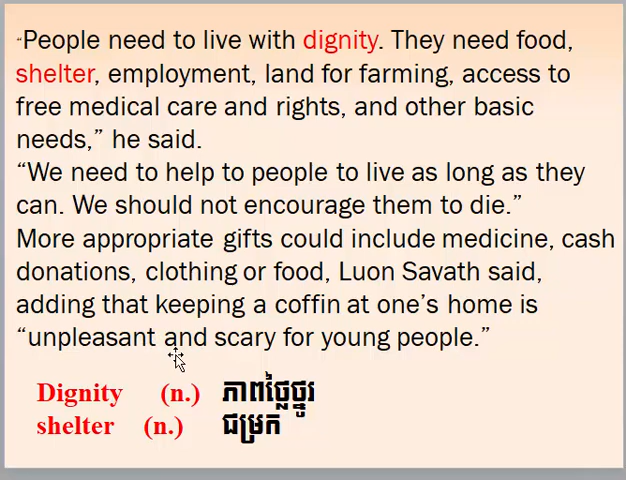 “People need to live with dignity. They need food,
shelter, employment, land for farming, access to
free medical care and rights, and other basic
needs,” he said.
“We need to help to people to live as long as they
can. We should not encourage them to die.”
More appropriate gifts could include medicine, cash
donations, clothing or food, Luon Savath said,
adding that keeping a coffin at one’s home is
“unpleasant and scary for young people.”
Dignity (n.) ភាពថ្លៃថ្នូរ
shelter (n.) ជម្រក